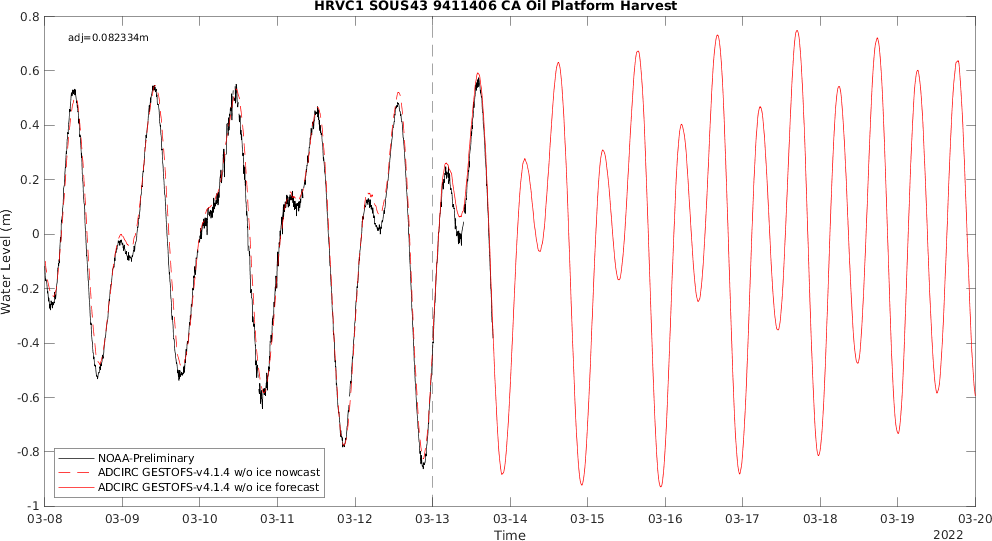 HRVC1 SOUS43 9411406 CA Oil Platform Harvest
adj=0.082334m
Water Level (m)
0.8
0.6
0.4
0.2
0
-0.2
-0.4
-0.6
-0.8
-1
NOAA-Preliminary
ADCIRC GESTOFS-v4.1.4 w/o ice nowcast
ADCIRC GESTOFS-v4.1.4 w/o ice forecast
03-08 03-09 03-10 03-11 03-12 03-13 03-14 03-15 03-16 03-17 03-18 03-19 03-20
Time
2022